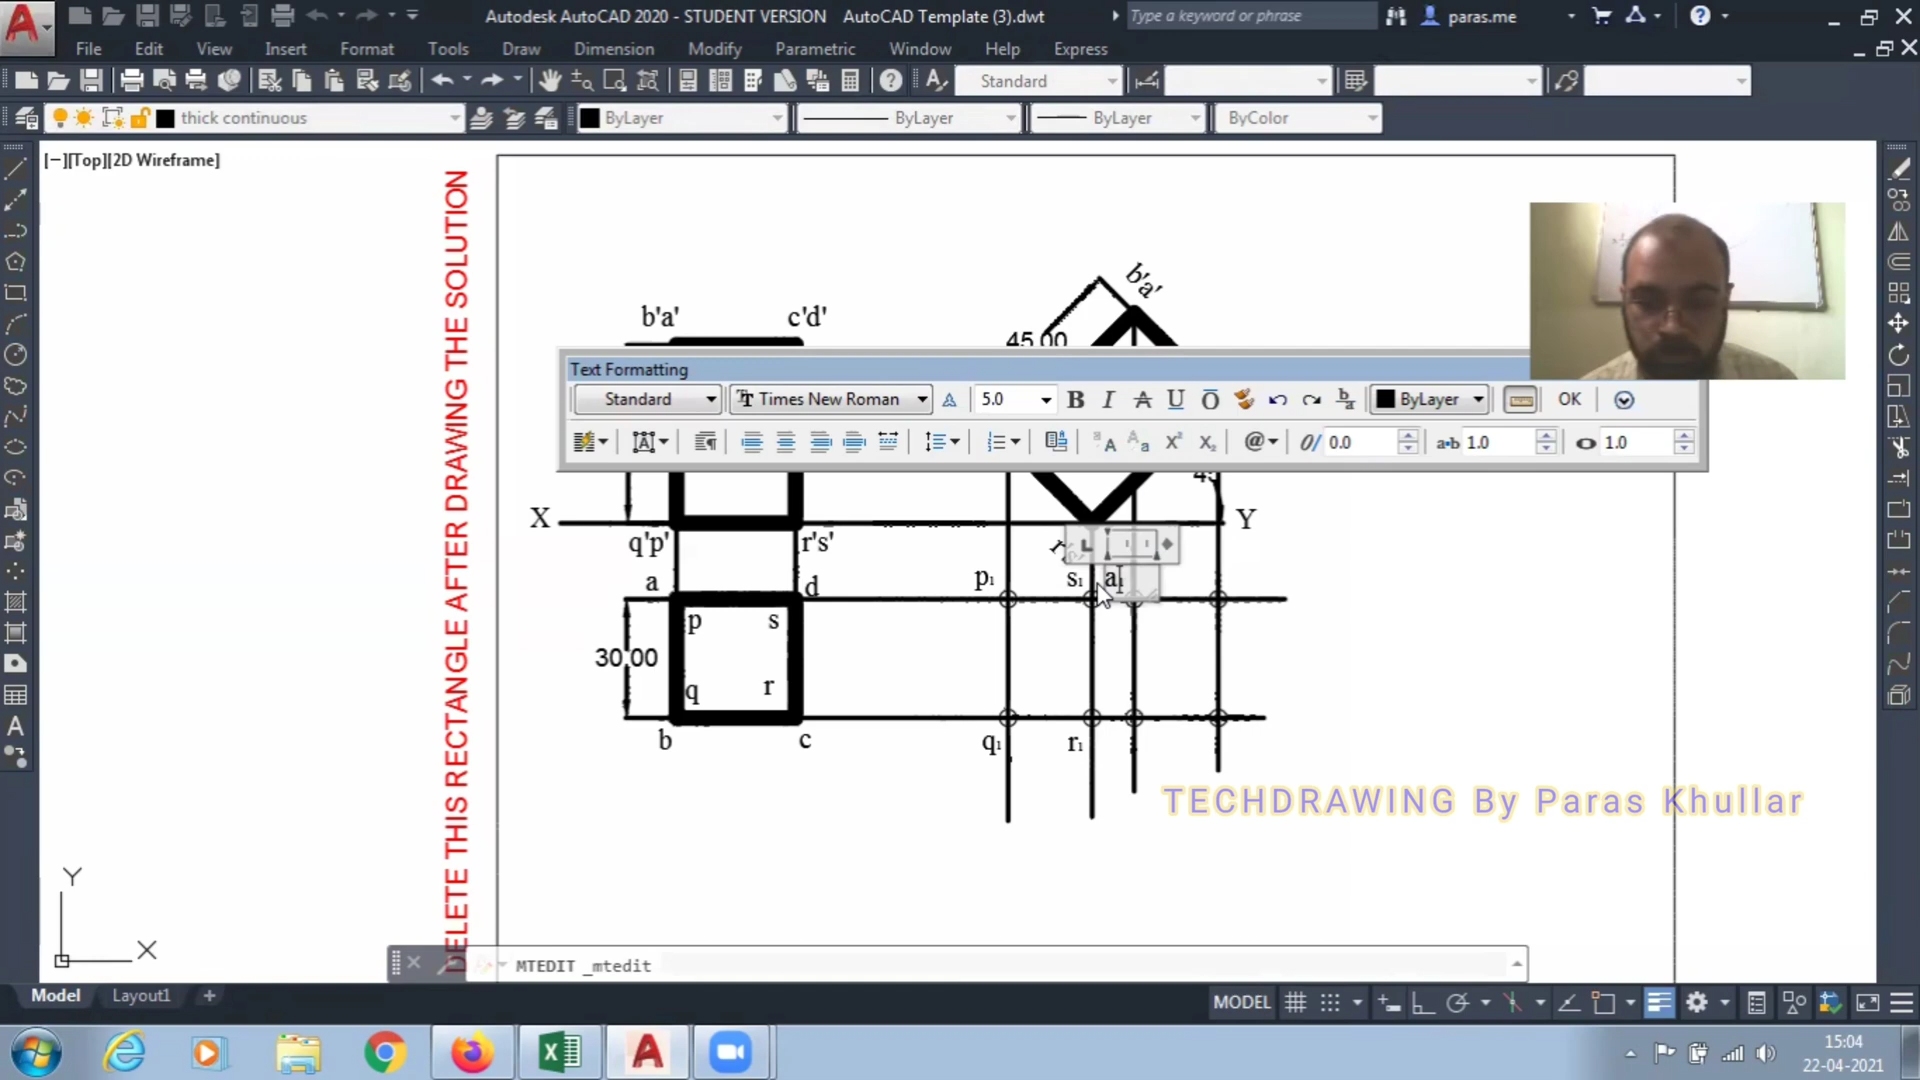 Autodesk AutoCAD 2020 - STUDENT VERSION AutoCAD Template (3).dwt
Type a keyword or phrase
paras.me
File Edit View Insert Format Tools Draw Dimension Modify Parametric Window Help Express
Standard
thick continuous
ByLayer
ByLayer
ByLayer
ByColor
[−][Top][2D Wireframe]
DELETE THIS RECTANGLE AFTER DRAWING THE SOLUTION
b'a' c'd' b'a'
45.00
Text Formatting
Standard Times New Roman 5.0 B I A U O ByLayer OK
@ 0/ 0.0 a•b 1.0 1.0
X Y
q'p' r's'
a d p1 s1 a1
p s
30.00
q r
b c q1 r1
TECHDRAWING By Paras Khullar
Y
X
MTEDIT _mtedit
Model Layout1 +
MODEL
15:04
22-04-2021